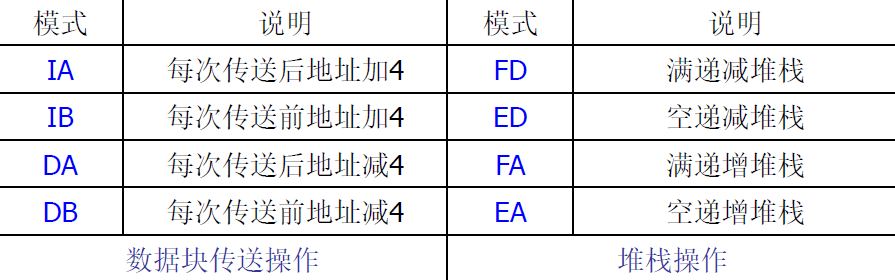 模式 说明 模式 说明
IA 每次传送后地址加4 FD 满递减堆栈
IB 每次传送前地址加4 ED 空递减堆栈
DA 每次传送后地址减4 FA 满递增堆栈
DB 每次传送前地址减4 EA 空递增堆栈
数据块传送操作 堆栈操作